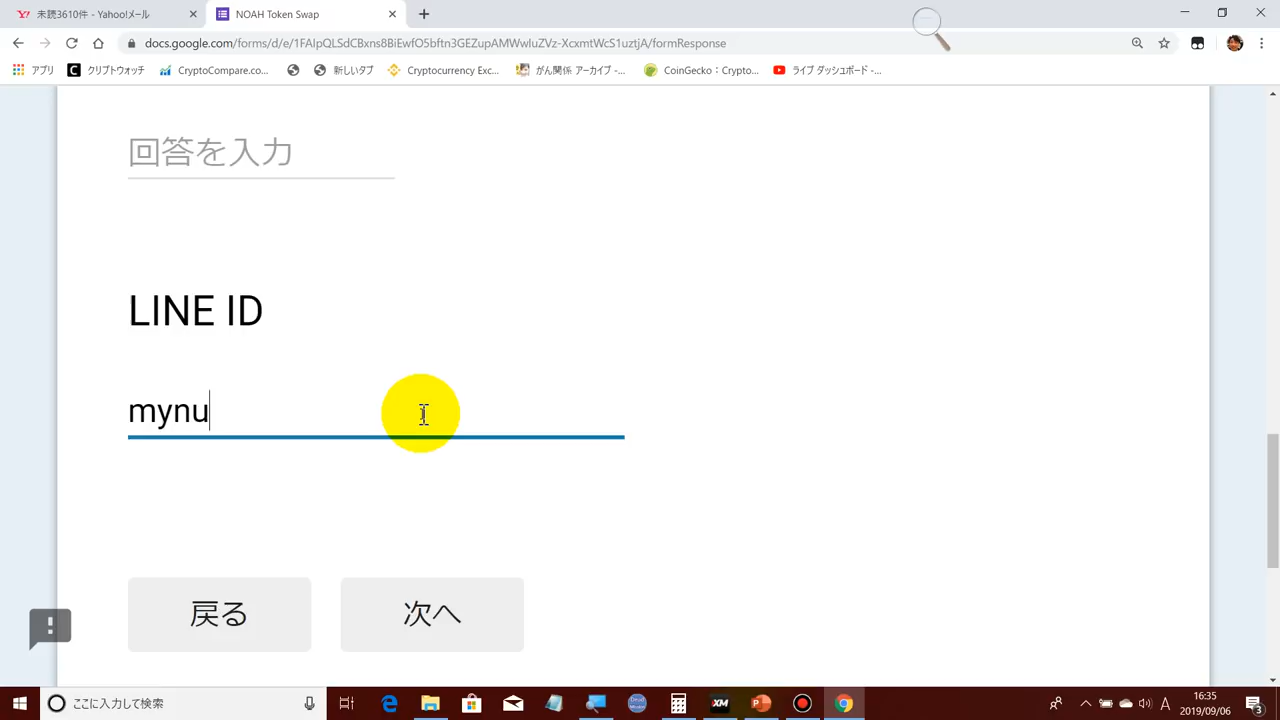 未読3610件 - Yahoo!メール
NOAH Token Swap
docs.google.com/forms/d/e/1FAIpQLSdCBxns8BiEwfO5bftn3GEZupAMWwIuZVz-XcxmtWcS1uztjA/formResponse
アプリ
クリプトウォッチ
CryptoCompare.co...
新しいタブ
Cryptocurrency Exc...
がん関係 アーカイブ -...
CoinGecko：Crypto...
ライブ ダッシュボード -...
回答を入力
LINE ID
mynu
戻る
次へ
ここに入力して検索
XM
A
16:35
2019/09/06
3